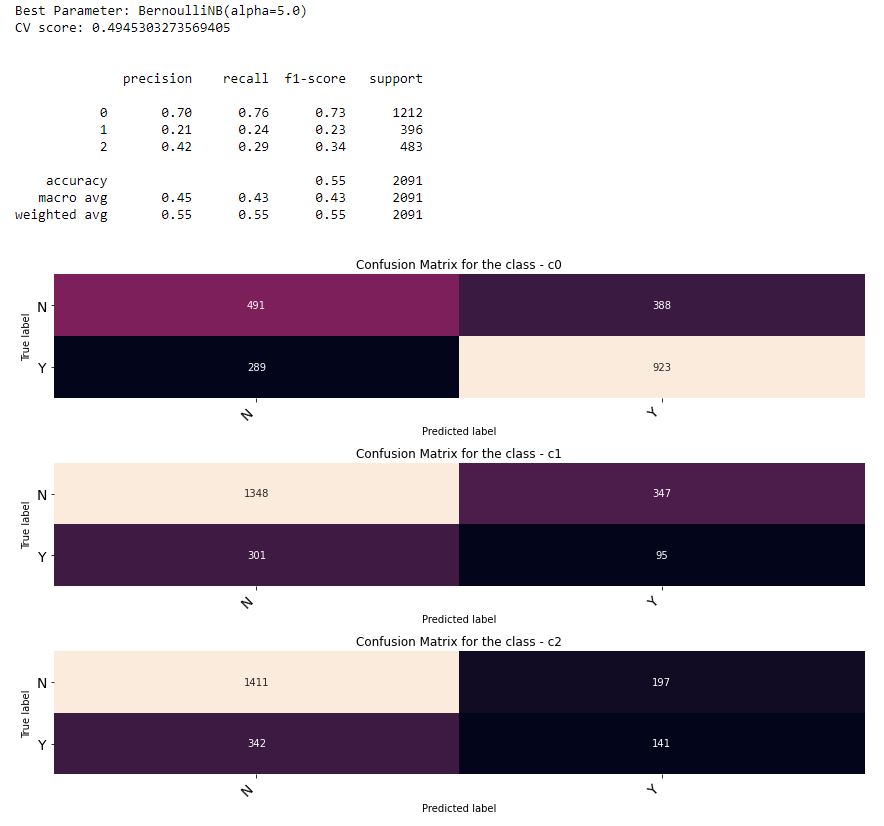 Best Parameter: BernoulliNB(alpha=5.0)
CV score: 0.4945303273569405
precision recall f1-score support
0 0.70 0.76 0.73 1212
1 0.21 0.24 0.23 396
2 0.42 0.29 0.34 483
accuracy 0.55 2091
macro avg 0.45 0.43 0.43 2091
weighted avg 0.55 0.55 0.55 2091
Confusion Matrix for the class - c0
True label
N 491 388
Y 289 923
N Y
Predicted label
Confusion Matrix for the class - c1
True label
N 1348 347
Y 301 95
N Y
Predicted label
Confusion Matrix for the class - c2
True label
N 1411 197
Y 342 141
N Y
Predicted label